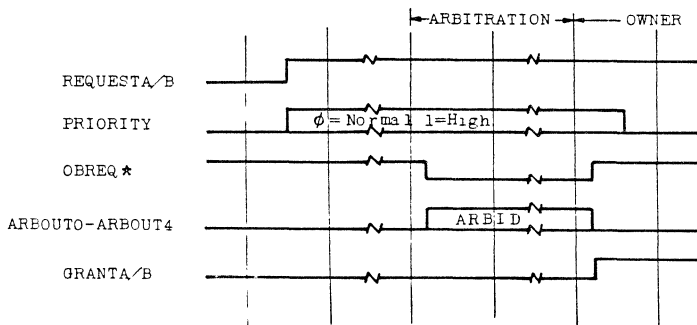 ARBITRATION OWNER
REQUESTA/B
PRIORITY ϕ=Normal 1=High
OBREQ*
ARBOUT0-ARBOUT4 ARBID
GRANTA/B